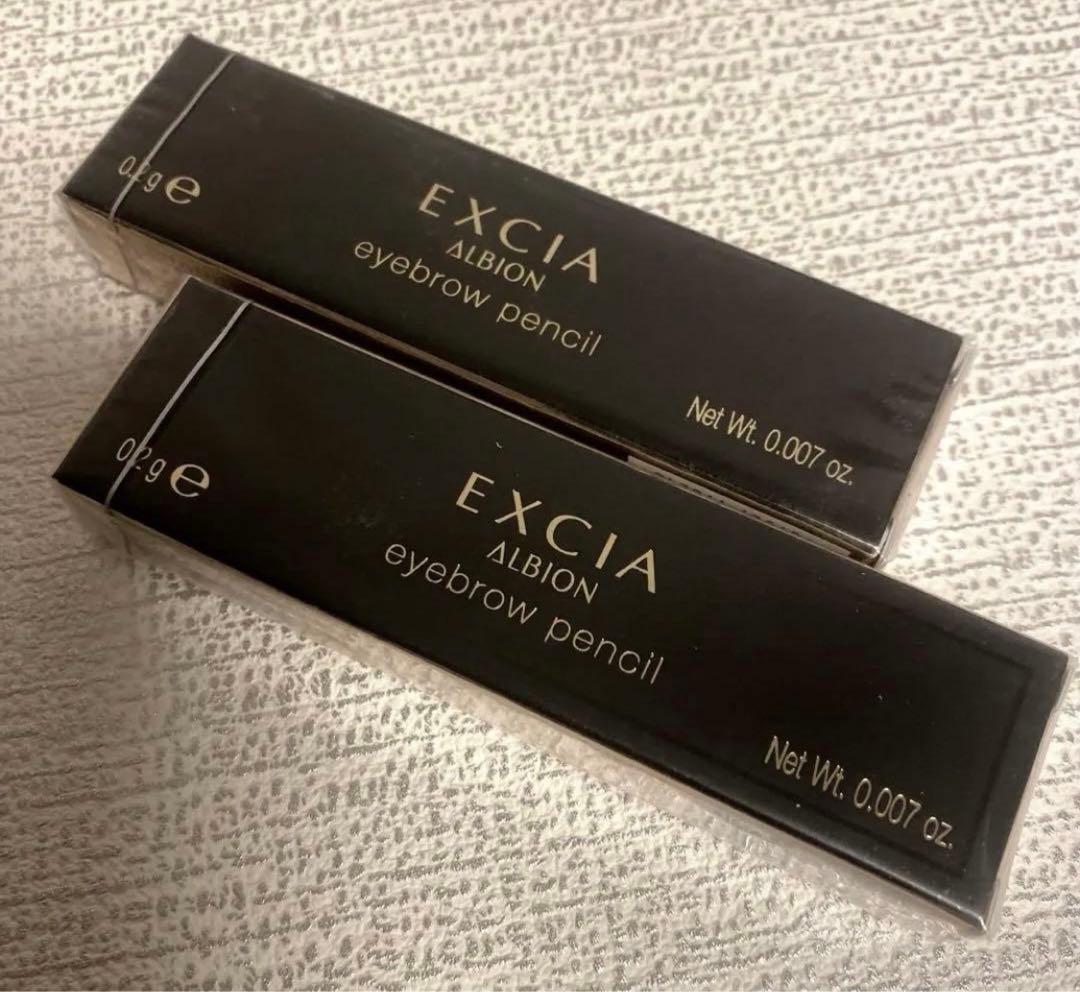 0.2g e
EXCIA
ALBION
eyebrow pencil
Net Wt. 0.007 oz.
0.2g e
EXCIA
ALBION
eyebrow pencil
Net Wt. 0.007 oz.